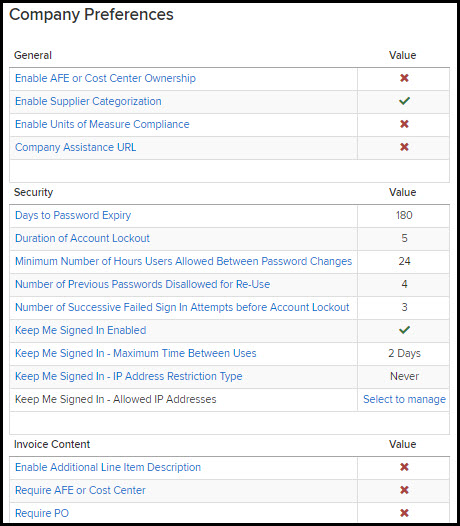 Company Preferences
General Value
Enable AFE or Cost Center Ownership
Enable Supplier Categorization
Enable Units of Measure Compliance
Company Assistance URL
Security Value
Days to Password Expiry 180
Duration of Account Lockout 5
Minimum Number of Hours Users Allowed Between Password Changes 24
Number of Previous Passwords Disallowed for Re-Use 4
Number of Successive Failed Sign In Attempts before Account Lockout 3
Keep Me Signed In Enabled
Keep Me Signed In - Maximum Time Between Uses 2 Days
Keep Me Signed In - IP Address Restriction Type Never
Keep Me Signed In - Allowed IP Addresses Select to manage
Invoice Content Value
Enable Additional Line Item Description
Require AFE or Cost Center
Require PO